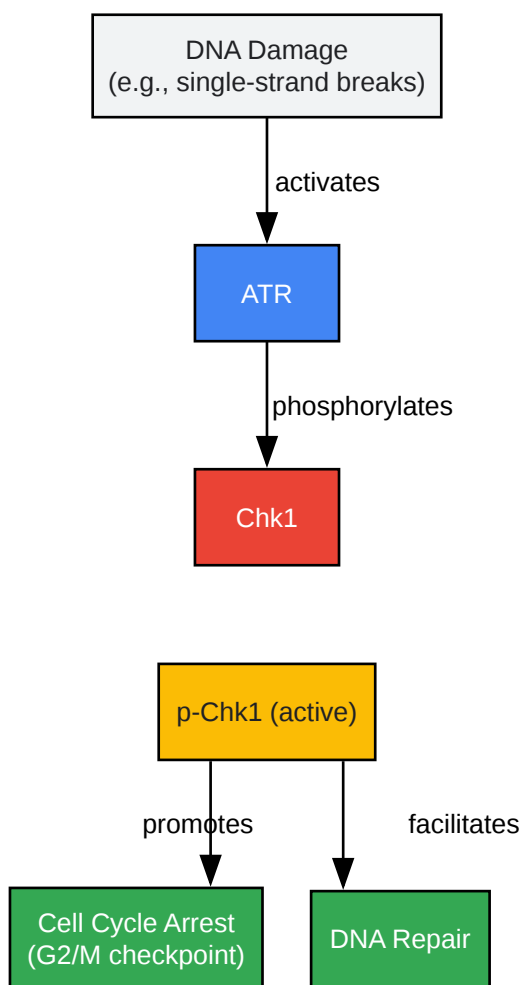 DNA Damage
(e.g., single-strand breaks)
activates
ATR
phosphorylates
Chk1
p-Chk1 (active)
promotes
facilitates
Cell Cycle Arrest
(G2/M checkpoint)
DNA Repair